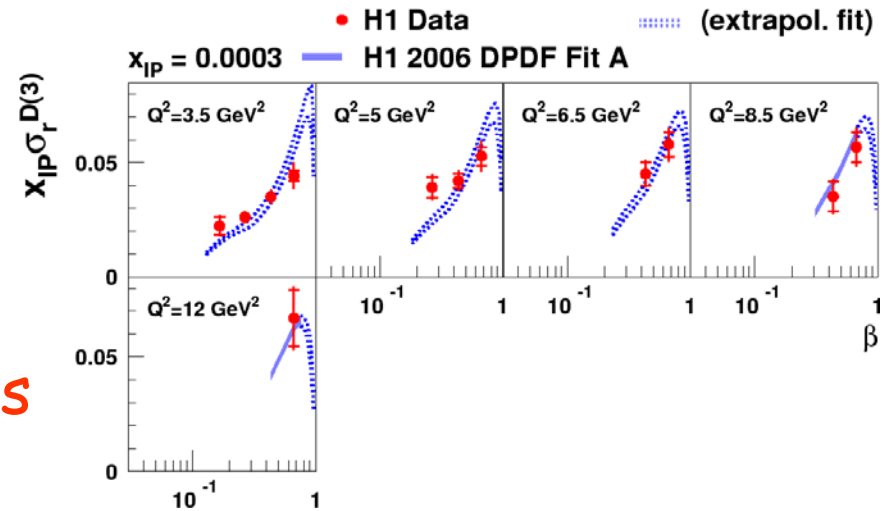 H1 Data (extrapol. fit)
x_IP = 0.0003 H1 2006 DPDF Fit A
x_IP σ_r^D(3)
Q²=3.5 GeV² Q²=5 GeV² Q²=6.5 GeV² Q²=8.5 GeV²
0.05
0
10⁻¹ 1 10⁻¹ 1 10⁻¹ 1
β
Q²=12 GeV²
0.05
S
0
10⁻¹ 1